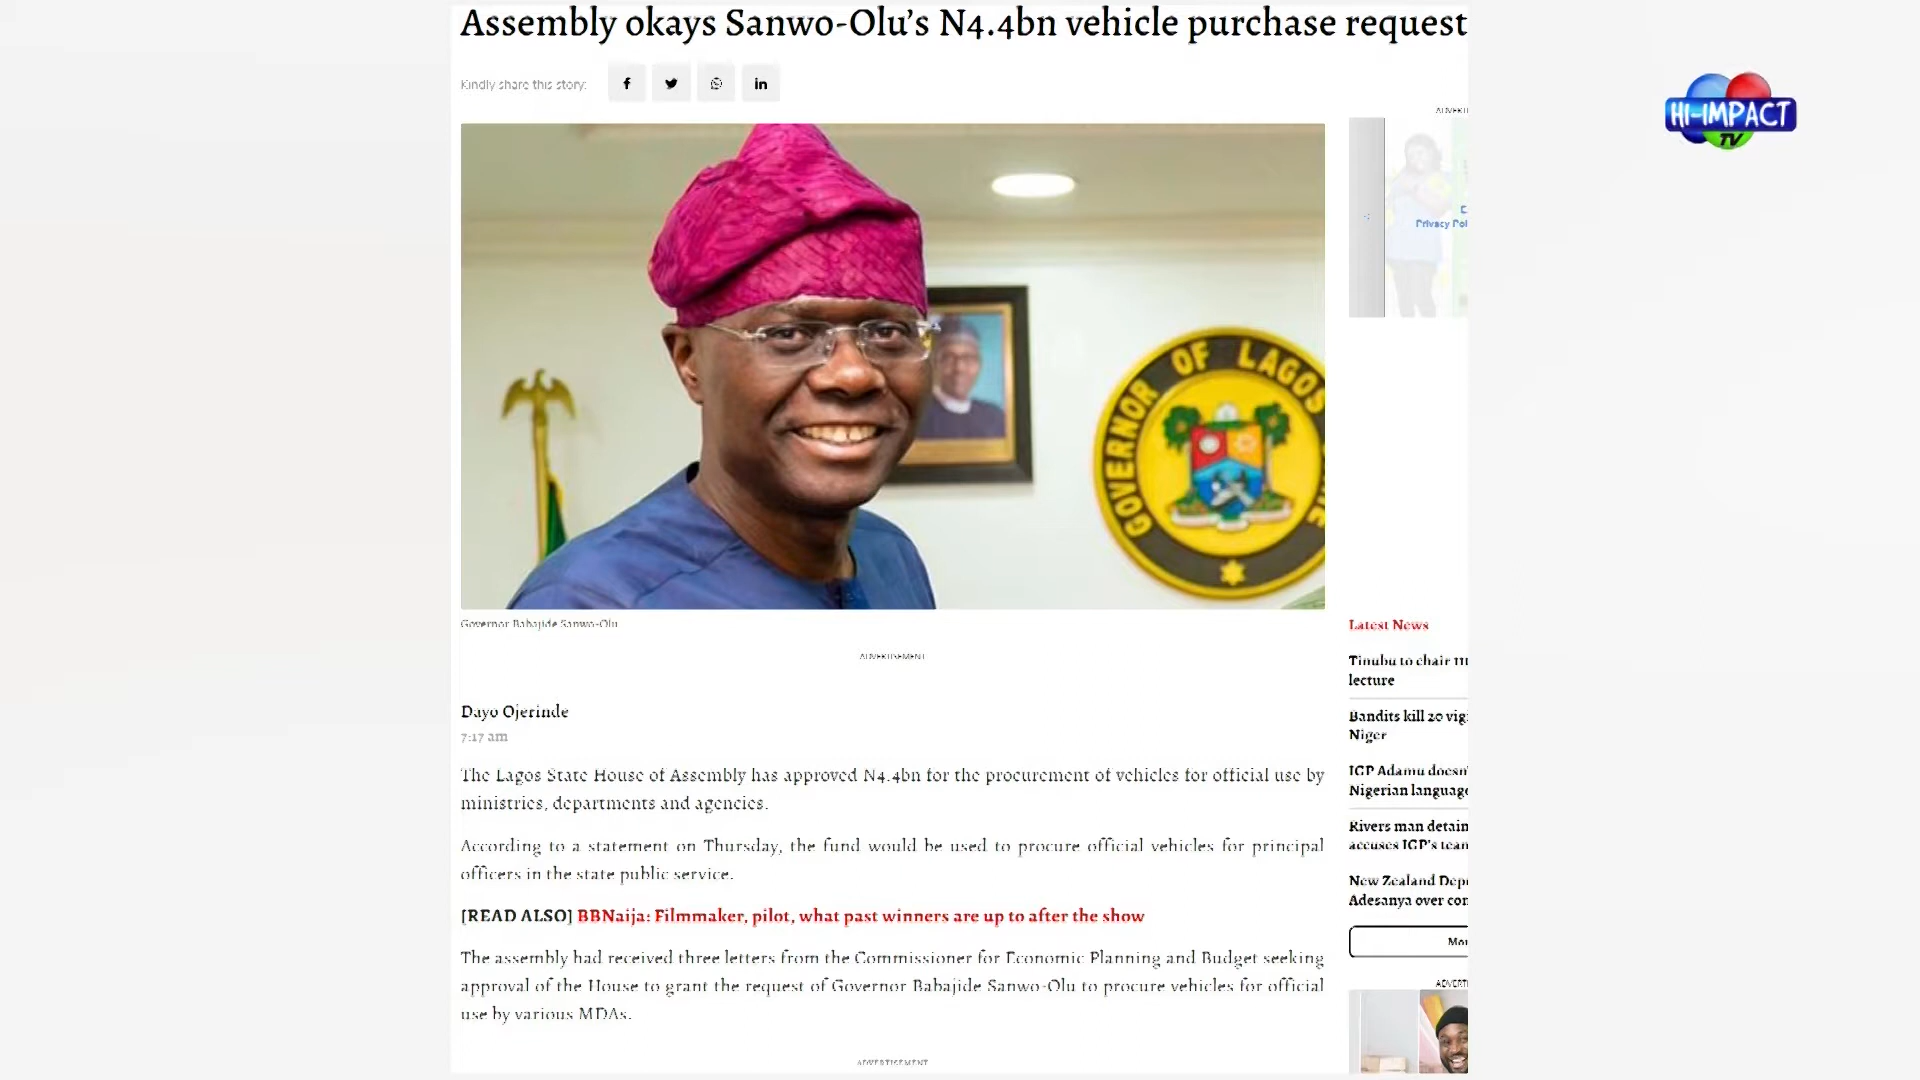 Assembly okays Sanwo-Olu's N4.4bn vehicle purchase request
Kindly share this story:
HI-IMPACT
TV
GOVERNOR OF LAGOS
Privacy Pol
Governor Babajide Sanwo-Olu
ADVERTISEMENT
Dayo Ojerinde
7:17 am
The Lagos State House of Assembly has approved N4.4bn for the procurement of vehicles for official use by
ministries, departments and agencies.
According to a statement on Thursday, the fund would be used to procure official vehicles for principal
officers in the state public service.
[READ ALSO] BBNaija: Filmmaker, pilot, what past winners are up to after the show
The assembly had received three letters from the Commissioner for Economic Planning and Budget seeking
approval of the House to grant the request of Governor Babajide Sanwo-Olu to procure vehicles for official
use by various MDAs.
ADVERTISEMENT
ADVERTI
Latest News
Tinubu to chair
lecture
Bandits kill 20 vig
Niger
IGP Adamu doesn'
Nigerian language
Rivers man detain
accuses IGP's team
New Zealand Dep
Adesanya over con
Mor
ADVERTI